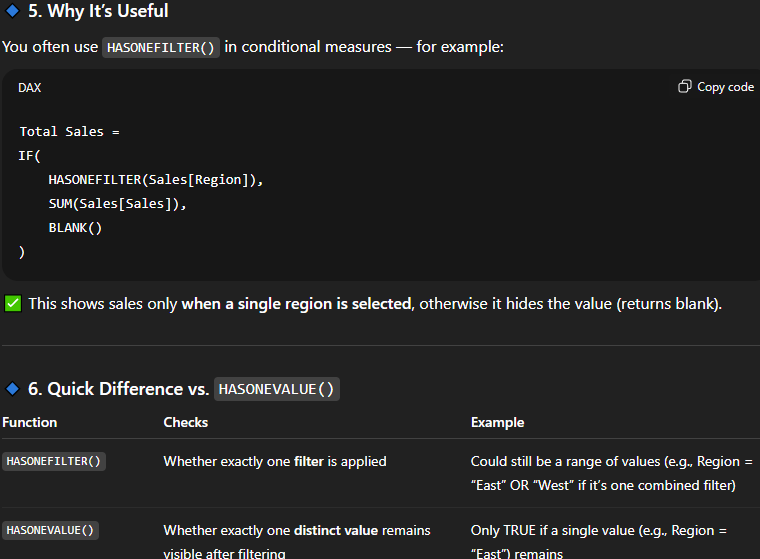 5. Why It’s Useful
You often use HASONEFILTER() in conditional measures — for example:
DAX
Copy code
Total Sales =
IF(
    HASONEFILTER(Sales[Region]),
    SUM(Sales[Sales]),
    BLANK()
)
This shows sales only when a single region is selected, otherwise it hides the value (returns blank).
6. Quick Difference vs. HASONEVALUE()
Function Checks Example
HASONEFILTER() Whether exactly one filter is applied Could still be a range of values (e.g., Region =
“East” OR “West” if it’s one combined filter)
HASONEVALUE() Whether exactly one distinct value remains Only TRUE if a single value (e.g., Region =
visible after filtering “East”) remains